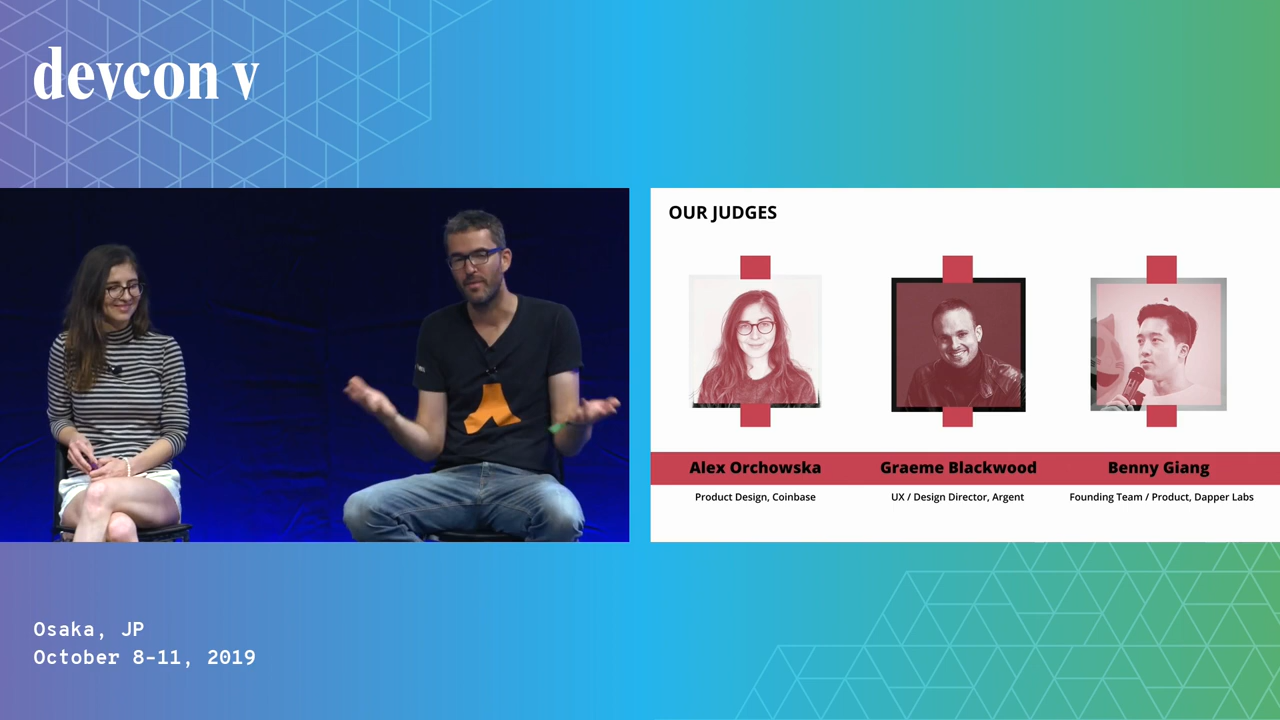 devcon v
OUR JUDGES
Alex Orchowska
Graeme Blackwood
Benny Giang
Product Design, Coinbase
UX / Design Director, Argent
Founding Team / Product, Dapper Labs
Osaka, JP
October 8-11, 2019